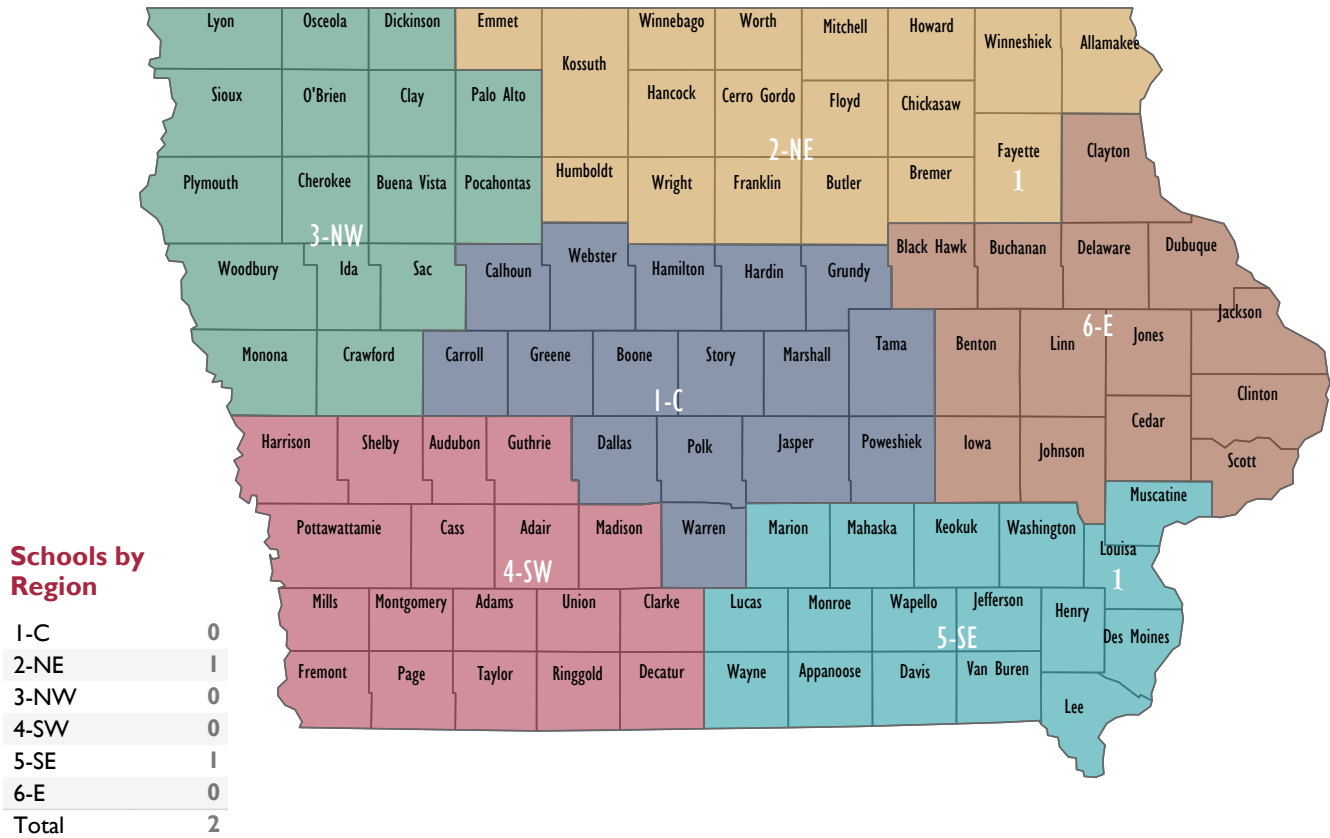 Lyon Osceola Dickinson Emmet Winnebago Worth Mitchell Howard Winneshiek Allamakee
Kossuth
Sioux O'Brien Clay Palo Alto Hancock Cerro Gordo Floyd Chickasaw
2-NE
Fayette Clayton
Plymouth Cherokee Buena Vista Pocahontas Humboldt Wright Franklin Butler Bremer 1
3-NW
Woodbury Ida Sac Calhoun Webster Hamilton Hardin Grundy Black Hawk Buchanan Delaware Dubuque
6-E
Jackson
Monona Crawford Carroll Greene Boone Story Marshall Tama Benton Linn Jones
1-C
Clinton
Harrison Shelby Audubon Guthrie Dallas Polk Jasper Poweshiek Iowa Johnson Cedar
Scott
Muscatine
Pottawattamie Cass Adair Madison Warren Marion Mahaska Keokuk Washington
Louisa
4-SW 1
Mills Montgomery Adams Union Clarke Lucas Monroe Wapello Jefferson Henry
5-SE Des Moines
Fremont Page Taylor Ringgold Decatur Wayne Appanoose Davis Van Buren
Lee
Schools by
Region
1-C 0
2-NE 1
3-NW 0
4-SW 0
5-SE 1
6-E 0
Total 2